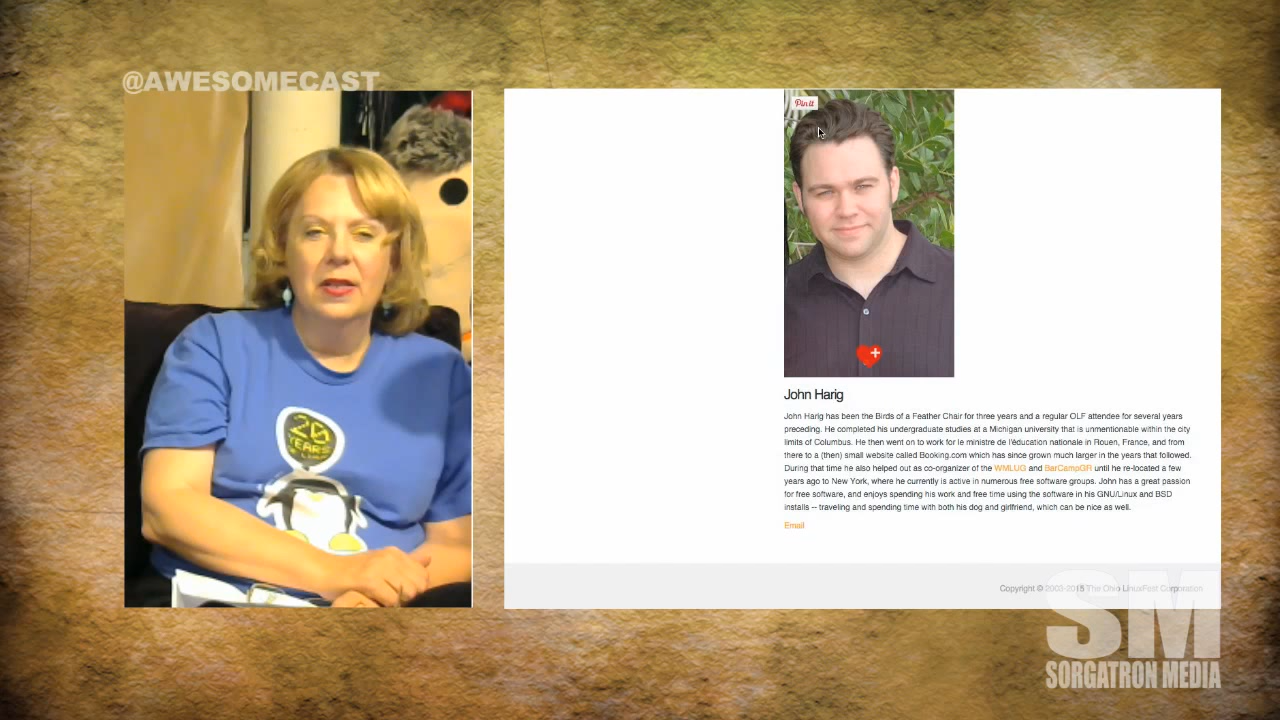 @AWESOMECAST
Pin it
20
YEARS
John Harig
John Harig has been the Birds of a Feather Chair for three years and a regular OLF attendee for several years
preceding. He completed his undergraduate studies at a Michigan university that is unmentionable within the city
limits of Columbus. He then went on to work for le ministre de l'éducation nationale in Rouen, France, and from
there to a (then) small website called Booking.com which has since grown much larger in the years that followed.
During that time he also helped out as co-organizer of the WMLUG and BarCampGR until he re-located a few
years ago to New York, where he currently is active in numerous free software groups. John has a great passion
for free software, and enjoys spending his work and free time using the software in his GNU/Linux and BSD
installs -- traveling and spending time with both his dog and girlfriend, which can be nice as well.
Email
Copyright © 2003-2015 The Ohio LinuxFest Corporation
SM
SORGATRON MEDIA